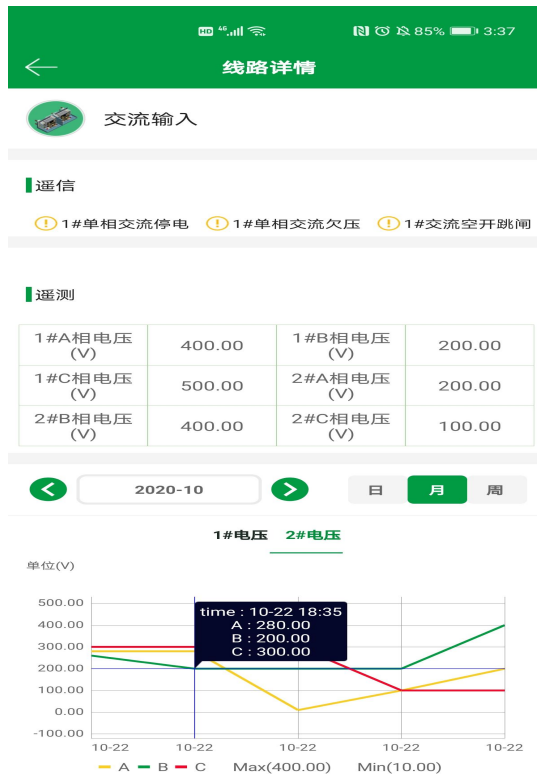 HD 4G 85% 3:37
线路详情
交流输入
遥信
1#单相交流停电 1#单相交流欠压 1#交流空开跳闸
遥测
1#A相电压(V) 400.00 1#B相电压(V) 200.00
1#C相电压(V) 500.00 2#A相电压(V) 200.00
2#B相电压(V) 400.00 2#C相电压(V) 100.00
2020-10 日 月 周
1#电压 2#电压
单位(V)
500.00
400.00
300.00
200.00
100.00
0.00
-100.00
time : 10-22 18:35
A : 280.00
B : 200.00
C : 300.00
10-22 10-22 10-22 10-22 10-22
A B C Max(400.00) Min(10.00)